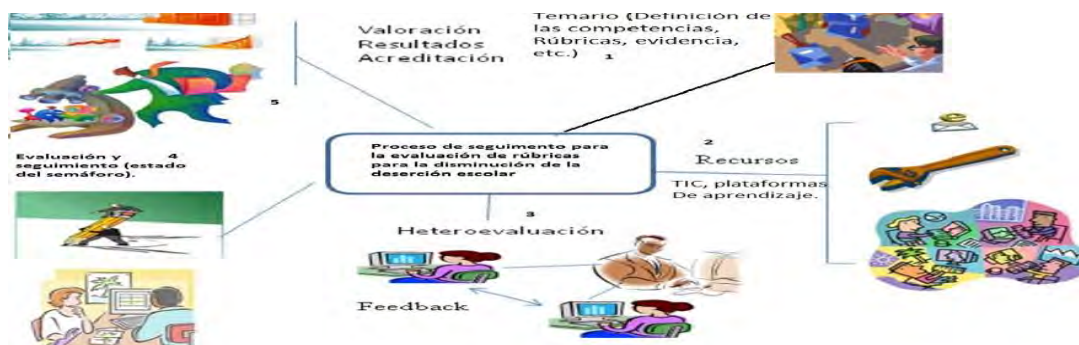 Valoración
Resultados
Acreditación
Temario (Definición de
las competencias,
Rúbricas, evidencia,
etc.) 1
5
Evaluación y 4
seguimiento (estado
del semáforo).
Proceso de seguimento para
la evaluación de rúbricas
para la disminución de la
deserción escolar
2
Recursos
TIC, plataformas
De aprendizaje.
3
Heteroevaluación
Feedback